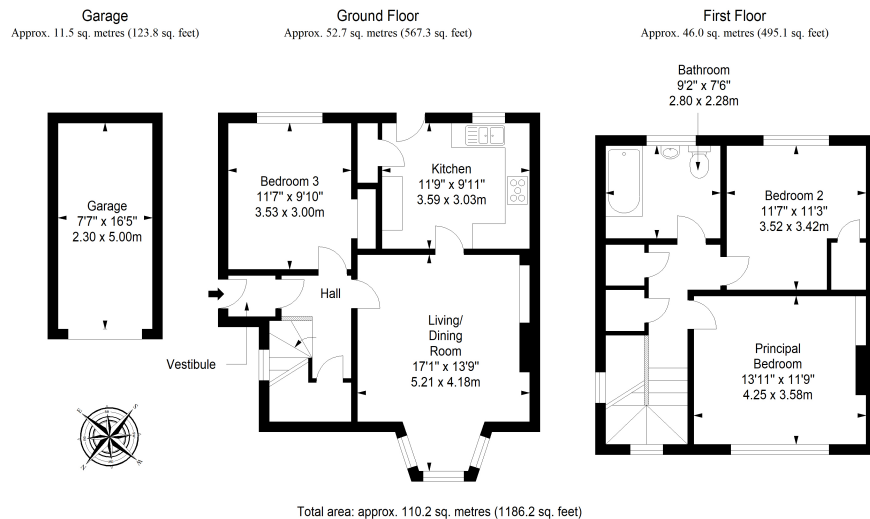 Garage
Approx. 11.5 sq. metres (123.8 sq. feet)
Ground Floor
Approx. 52.7 sq. metres (567.3 sq. feet)
First Floor
Approx. 46.0 sq. metres (495.1 sq. feet)
Bathroom
9'2" x 7'6"
2.80 x 2.28m
Garage
7'7" x 16'5"
2.30 x 5.00m
Bedroom 3
11'7" x 9'10"
3.53 x 3.00m
Kitchen
11'9" x 9'11"
3.59 x 3.03m
Bedroom 2
11'7" x 11'3"
3.52 x 3.42m
Hall
Vestibule
Living/
Dining
Room
17'1" x 13'9"
5.21 x 4.18m
Principal
Bedroom
13'11" x 11'9"
4.25 x 3.58m
E
S
N
W
Total area: approx. 110.2 sq. metres (1186.2 sq. feet)